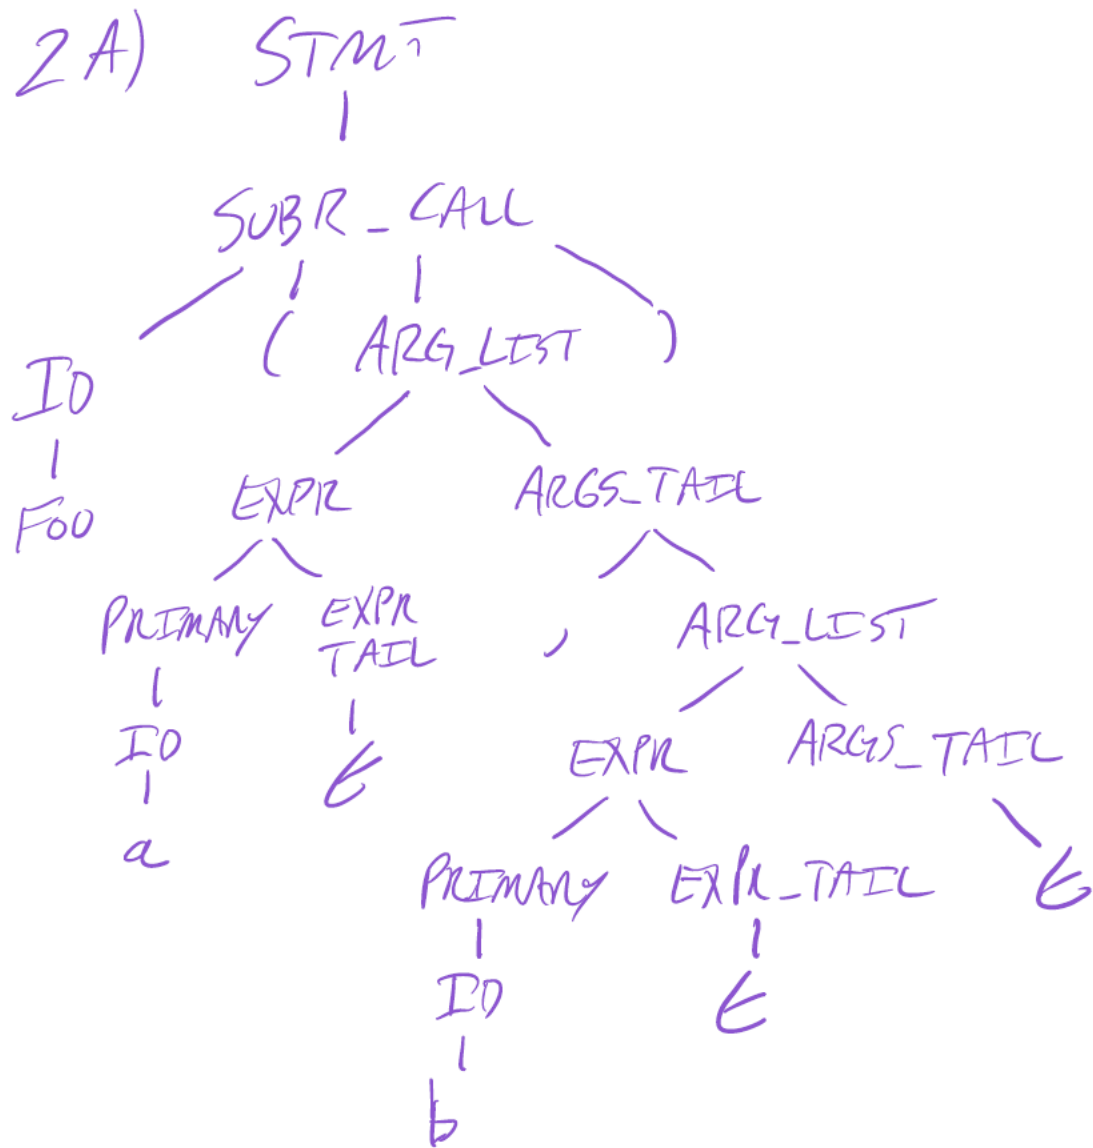 2A) STMT
SUBR_CALL
( ARG_LIST )
ID
FOO
EXPR ARGS_TAIL
PRIMARY EXPR
TAIL , ARG_LIST
ID ε EXPR ARGS_TAIL
a
PRIMARY EXPR_TAIL ε
ID ε
b